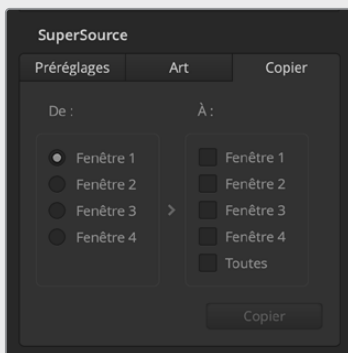 SuperSource
Préréglages Art Copier
De : À :
Fenêtre 1 Fenêtre 1
Fenêtre 2 Fenêtre 2
Fenêtre 3 > Fenêtre 3
Fenêtre 4 Fenêtre 4
Toutes
Copier